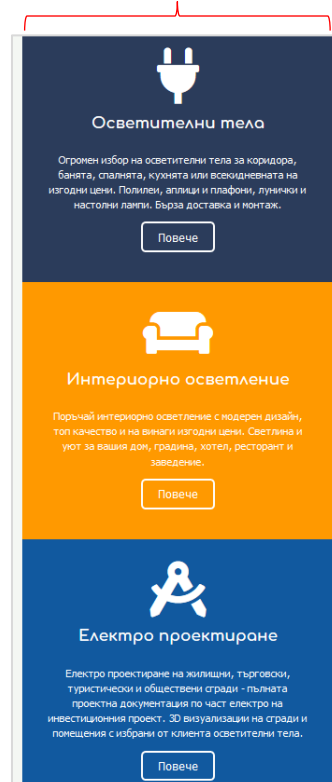 Осветителни тела
Огромен избор на осветителни тела за коридора,
банята, спалнята, кухнята или всекидневната на
изгодни цени. Полилеи, аплици и плафони, лунички и
настолни лампи. Бърза доставка и монтаж.
Повече
Интериорно осветление
Поръчай интериорно осветление с модерен дизайн,
топ качество и на винаги изгодни цени. Светлина и
уют за вашия дом, градина, хотел, ресторант и
заведение.
Повече
Електро проектиране
Електро проектиране на жилищни, търговски,
туристически и обществени сгради - пълната
проектна документация по част електро на
инвестиционния проект. 3D визуализации на сгради и
помещения с избрани от клиента осветителни тела.
Повече